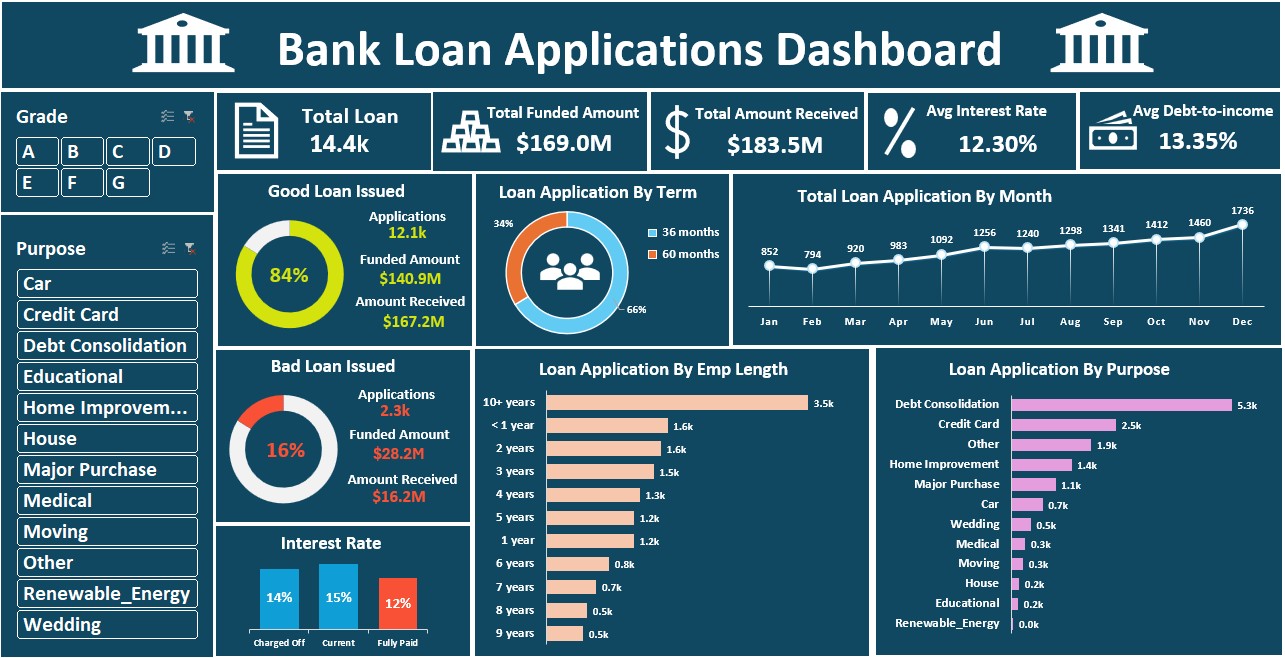 Bank Loan Applications Dashboard
Grade
A B C D
E F G
Purpose
Car
Credit Card
Debt Consolidation
Educational
Home Improvem...
House
Major Purchase
Medical
Moving
Other
Renewable_Energy
Wedding
Total Loan
14.4k
Total Funded Amount
$169.0M
Total Amount Received
$183.5M
Avg Interest Rate
12.30%
Avg Debt-to-income
13.35%
Good Loan Issued
84%
Applications
12.1k
Funded Amount
$140.9M
Amount Received
$167.2M
Loan Application By Term
34%
66%
36 months
60 months
Total Loan Application By Month
852 794 920 983 1092 1256 1240 1298 1341 1412 1460 1736
Jan Feb Mar Apr May Jun Jul Aug Sep Oct Nov Dec
Bad Loan Issued
16%
Applications
2.3k
Funded Amount
$28.2M
Amount Received
$16.2M
Interest Rate
14% 15% 12%
Charged Off Current Fully Paid
Loan Application By Emp Length
10+ years 3.5k
< 1 year 1.6k
2 years 1.6k
3 years 1.5k
4 years 1.3k
5 years 1.2k
1 year 1.2k
6 years 0.8k
7 years 0.7k
8 years 0.5k
9 years 0.5k
Loan Application By Purpose
Debt Consolidation 5.3k
Credit Card 2.5k
Other 1.9k
Home Improvement 1.4k
Major Purchase 1.1k
Car 0.7k
Wedding 0.5k
Medical 0.3k
Moving 0.3k
House 0.2k
Educational 0.2k
Renewable_Energy 0.0k